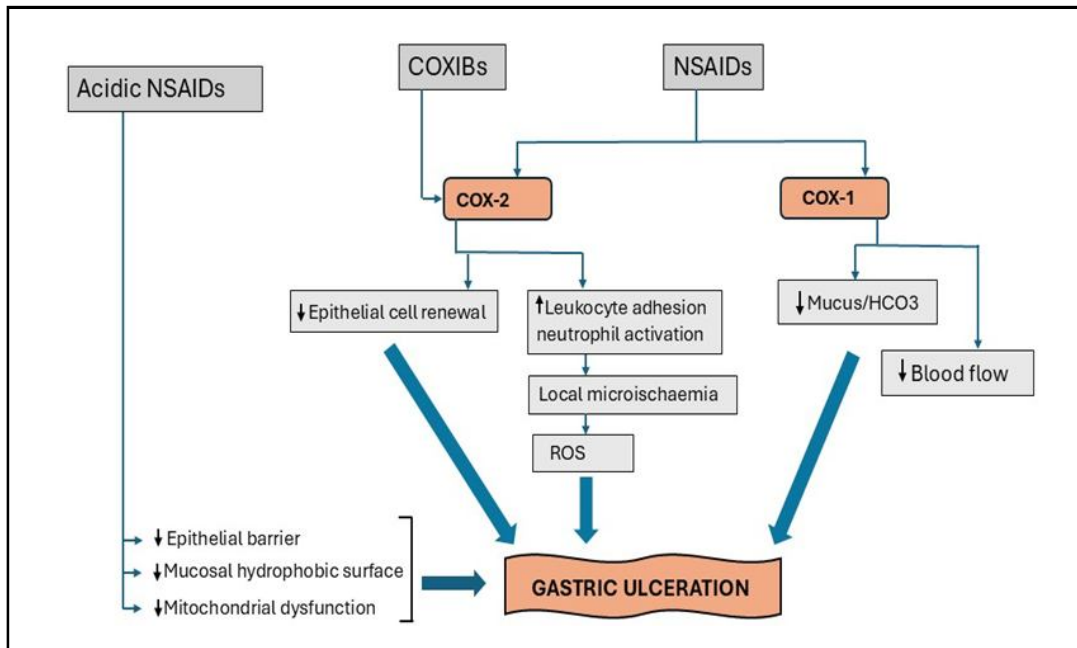 COXIBs
NSAIDs
Acidic NSAIDs
COX-2
COX-1
↓Epithelial cell renewal
↑Leukocyte adhesion
neutrophil activation
↓Mucus/HCO3
↓Blood flow
Local microischaemia
ROS
↓Epithelial barrier
↓Mucosal hydrophobic surface
↓Mitochondrial dysfunction
GASTRIC ULCERATION